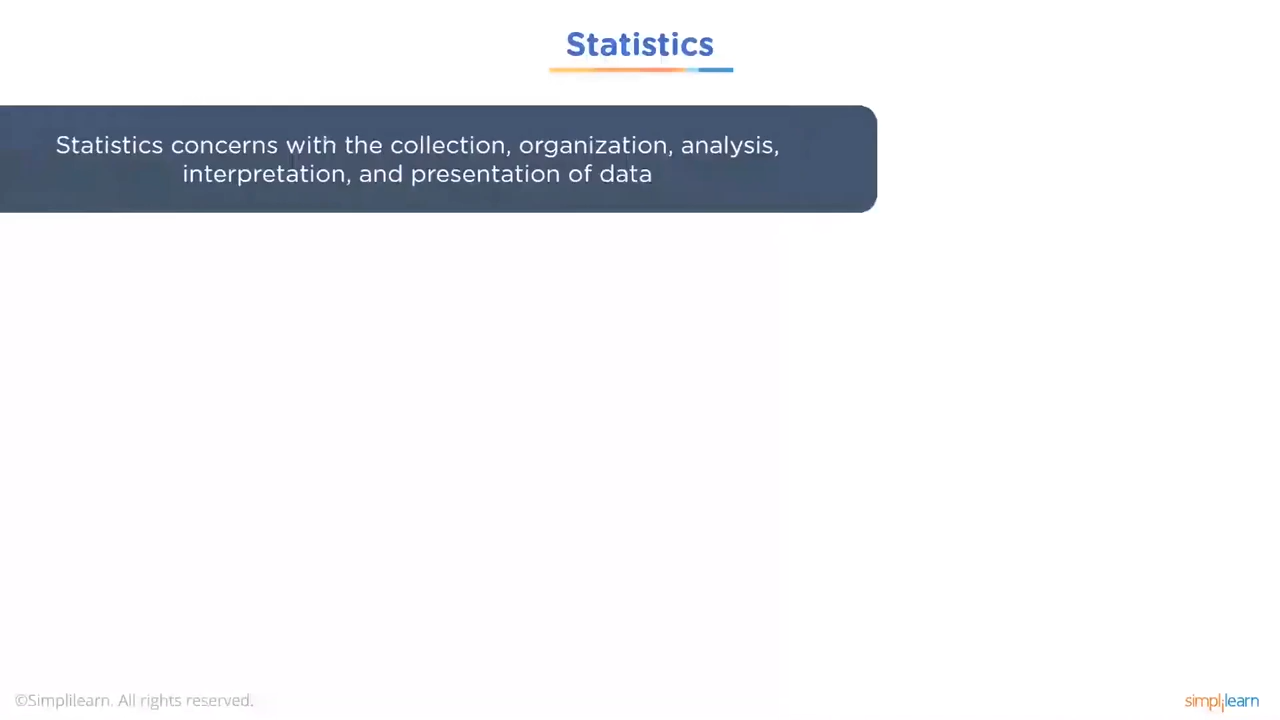 Statistics
Statistics concerns with the collection, organization, analysis,
interpretation, and presentation of data
©Simplilearn. All rights reserved.
simplilearn